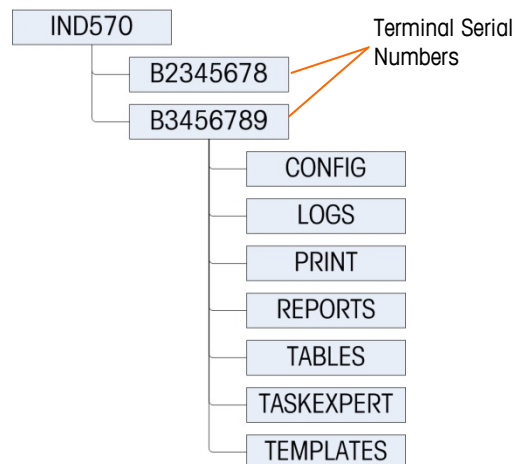 IND570
Terminal Serial
Numbers
B2345678
B3456789
CONFIG
LOGS
PRINT
REPORTS
TABLES
TASKEXPERT
TEMPLATES